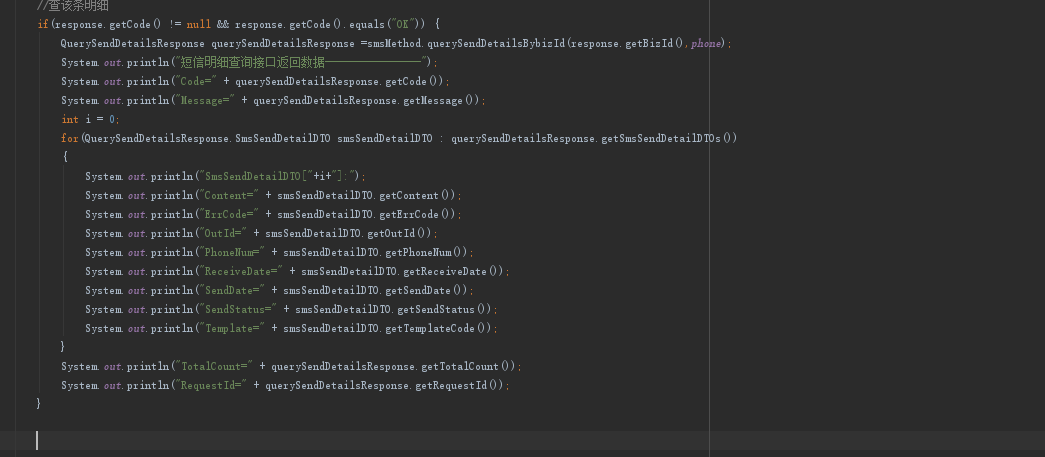 //查该条明细
if(response.getCode() != null && response.getCode().equals("OK")) {
QuerySendDetailsResponse querySendDetailsResponse =smsMethod.querySendDetailsBybizId(response.getBizId(),phone);
System.out.println("短信明细查询接口返回数据----------------");
System.out.println("Code=" + querySendDetailsResponse.getCode());
System.out.println("Message=" + querySendDetailsResponse.getMessage());
int i = 0;
for(QuerySendDetailsResponse.SmsSendDetailDTO smsSendDetailDTO : querySendDetailsResponse.getSmsSendDetailDTOs())
{
System.out.println("SmsSendDetailDTO["+i+"]:");
System.out.println("Content=" + smsSendDetailDTO.getContent());
System.out.println("ErrCode=" + smsSendDetailDTO.getErrCode());
System.out.println("OutId=" + smsSendDetailDTO.getOutId());
System.out.println("PhoneNum=" + smsSendDetailDTO.getPhoneNum());
System.out.println("ReceiveDate=" + smsSendDetailDTO.getReceiveDate());
System.out.println("SendDate=" + smsSendDetailDTO.getSendDate());
System.out.println("SendStatus=" + smsSendDetailDTO.getSendStatus());
System.out.println("Template=" + smsSendDetailDTO.getTemplateCode());
}
System.out.println("TotalCount=" + querySendDetailsResponse.getTotalCount());
System.out.println("RequestId=" + querySendDetailsResponse.getRequestId());
}